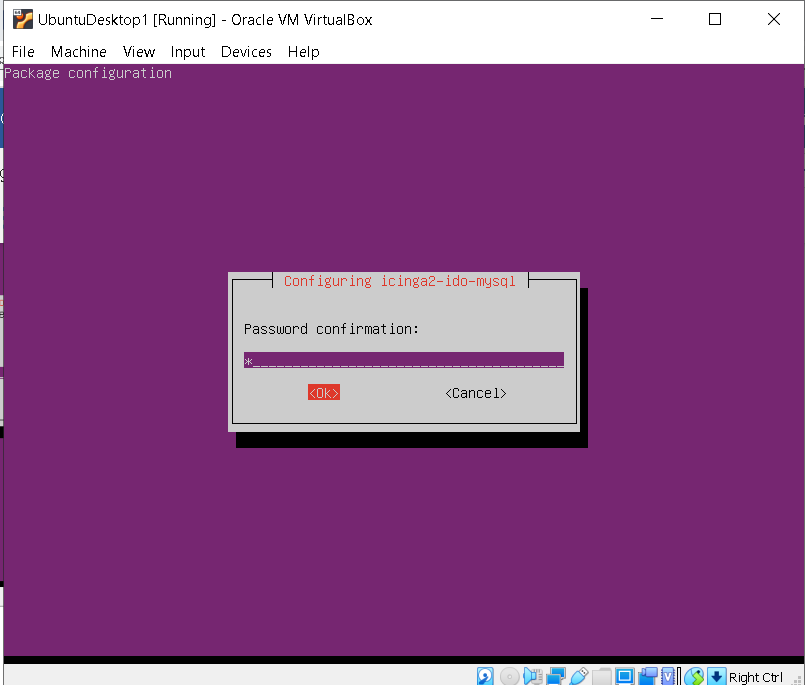 UbuntuDesktop1 [Running] - Oracle VM VirtualBox
File Machine View Input Devices Help
Package configuration
Configuring icinga2-ido-mysql
Password confirmation:
*_______________________________________
<Ok> <Cancel>
Right Ctrl